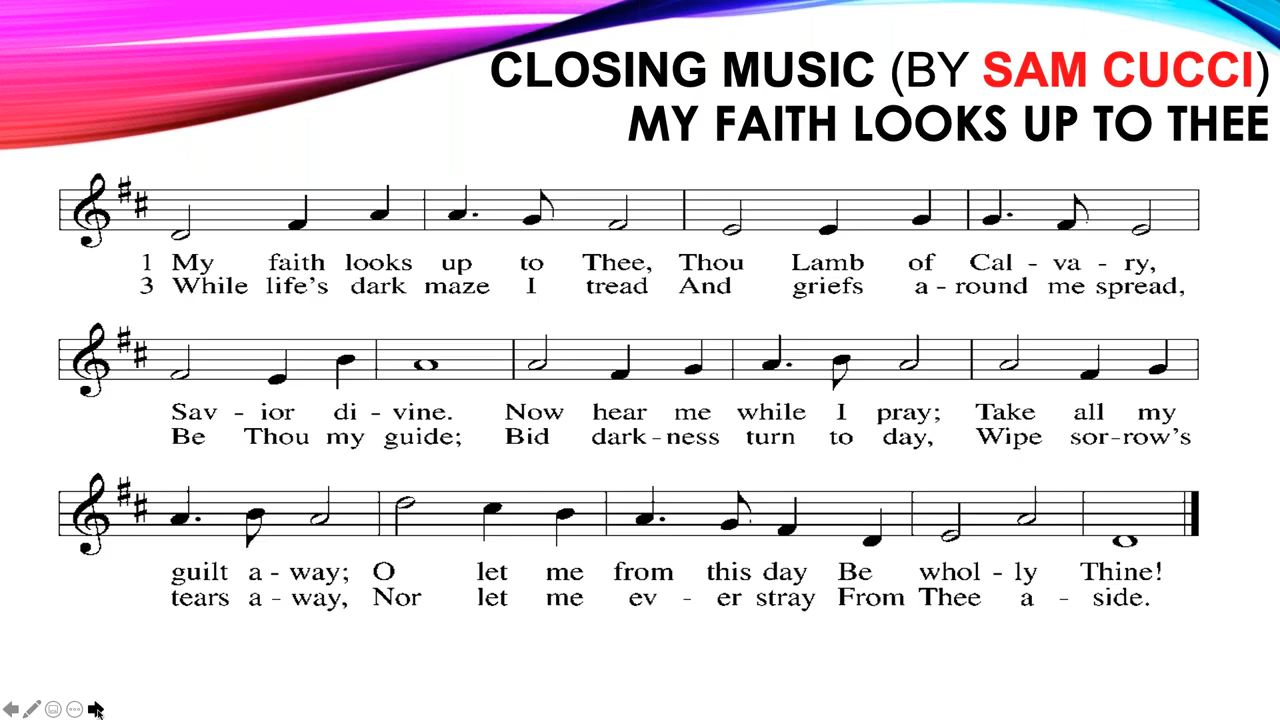 CLOSING MUSIC (BY SAM CUCCI)
MY FAITH LOOKS UP TO THEE
1 My faith looks up to Thee, Thou Lamb of Cal - va - ry,
3 While life's dark maze I tread And griefs a - round me spread,
Sav - ior di - vine. Now hear me while I pray; Take all my
Be Thou my guide; Bid dark - ness turn to day, Wipe sor - row's
guilt a - way; O let me from this day Be whol - ly Thine!
tears a - way, Nor let me ev - er stray From Thee a - side.